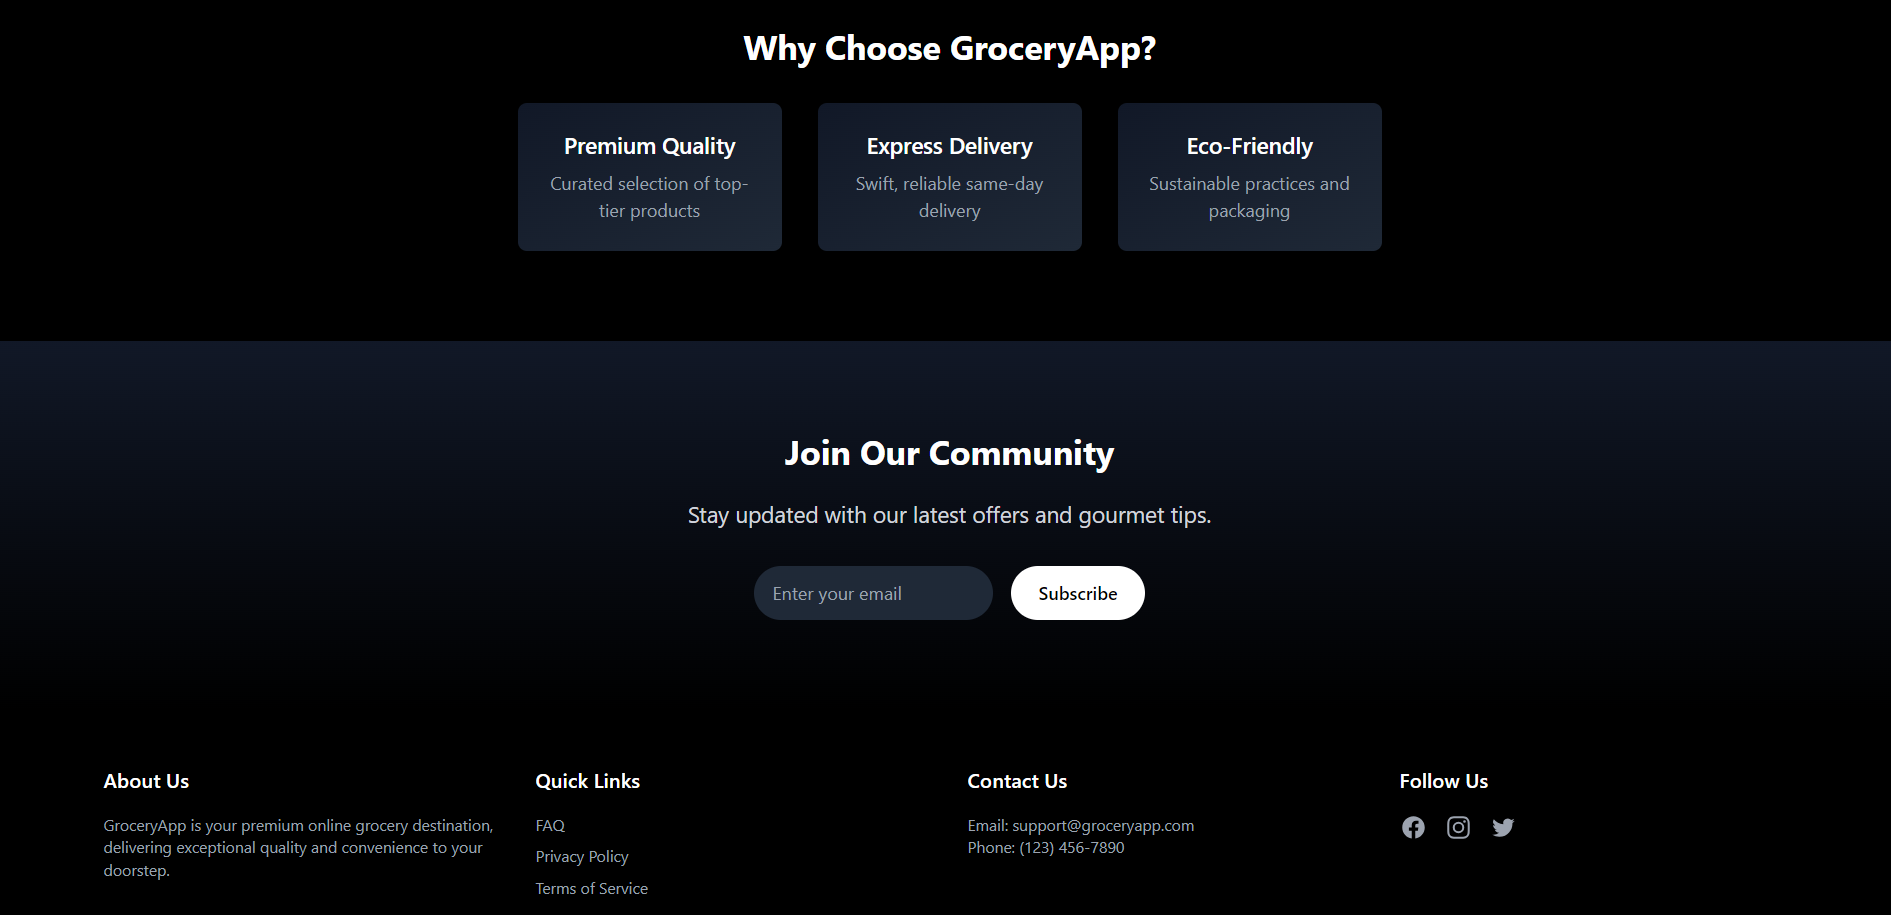 Why Choose GroceryApp?
Premium Quality
Curated selection of top-
tier products
Express Delivery
Swift, reliable same-day
delivery
Eco-Friendly
Sustainable practices and
packaging
Join Our Community
Stay updated with our latest offers and gourmet tips.
Enter your email
Subscribe
About Us
GroceryApp is your premium online grocery destination,
delivering exceptional quality and convenience to your
doorstep.
Quick Links
FAQ
Privacy Policy
Terms of Service
Contact Us
Email: support@groceryapp.com
Phone: (123) 456-7890
Follow Us